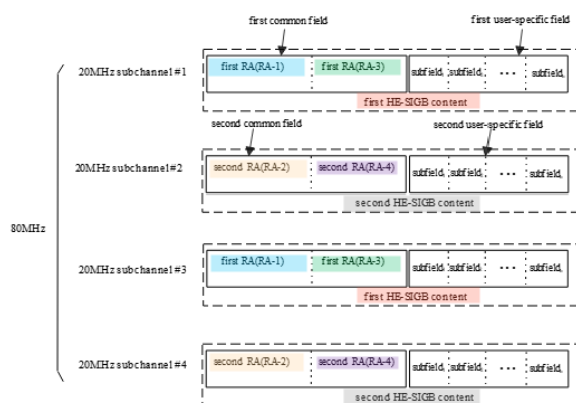 first common field
first user-specific field
20MHz subchannel #1
first RA(RA-1) first RA(RA-3) subfield, subfield, ... subfield,
first HE-SIGB content
second common field
second user-specific field
20MHz subchannel #2
second RA(RA-2) second RA(RA-4) subfield, subfield, ... subfield,
second HE-SIGB content
80MHz
20MHz subchannel #3
first RA(RA-1) first RA(RA-3) subfield, subfield, ... subfield,
first HE-SIGB content
20MHz subchannel #4
second RA(RA-2) second RA(RA-4) subfield, subfield, ... subfield,
second HE-SIGB content